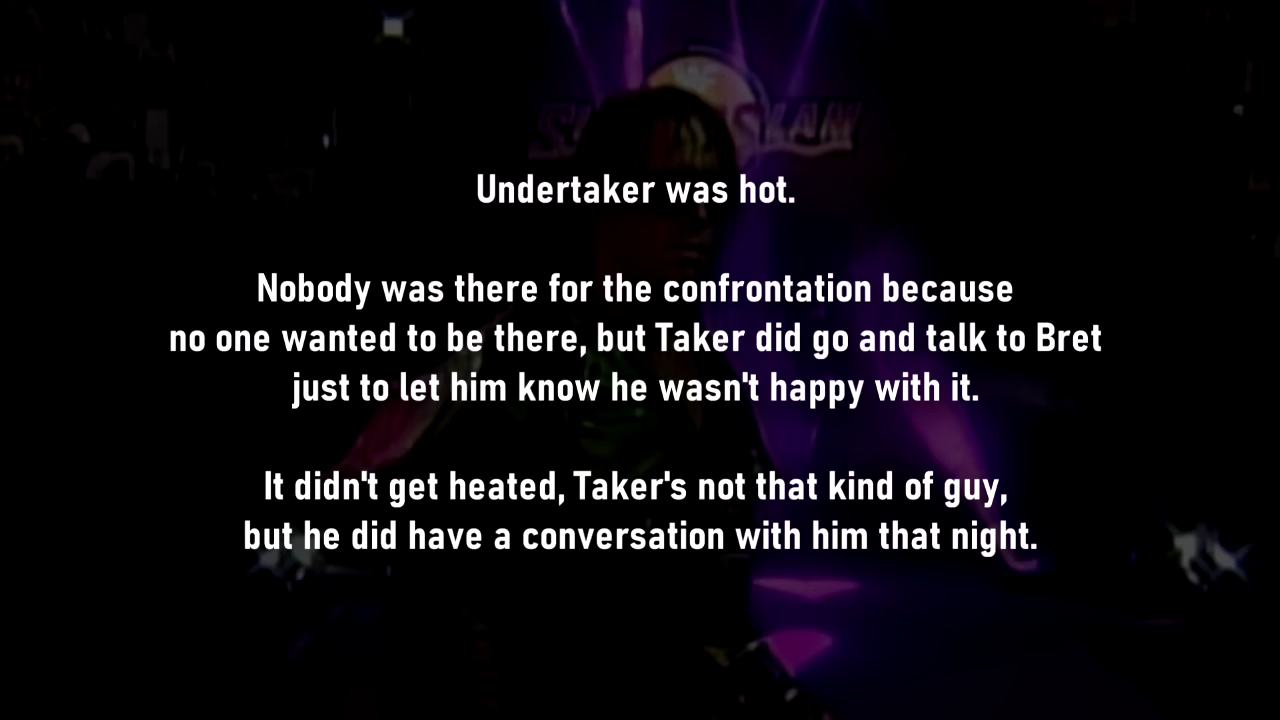 SLAM
Undertaker was hot.
Nobody was there for the confrontation because
no one wanted to be there, but Taker did go and talk to Bret
just to let him know he wasn't happy with it.
It didn't get heated, Taker's not that kind of guy,
but he did have a conversation with him that night.